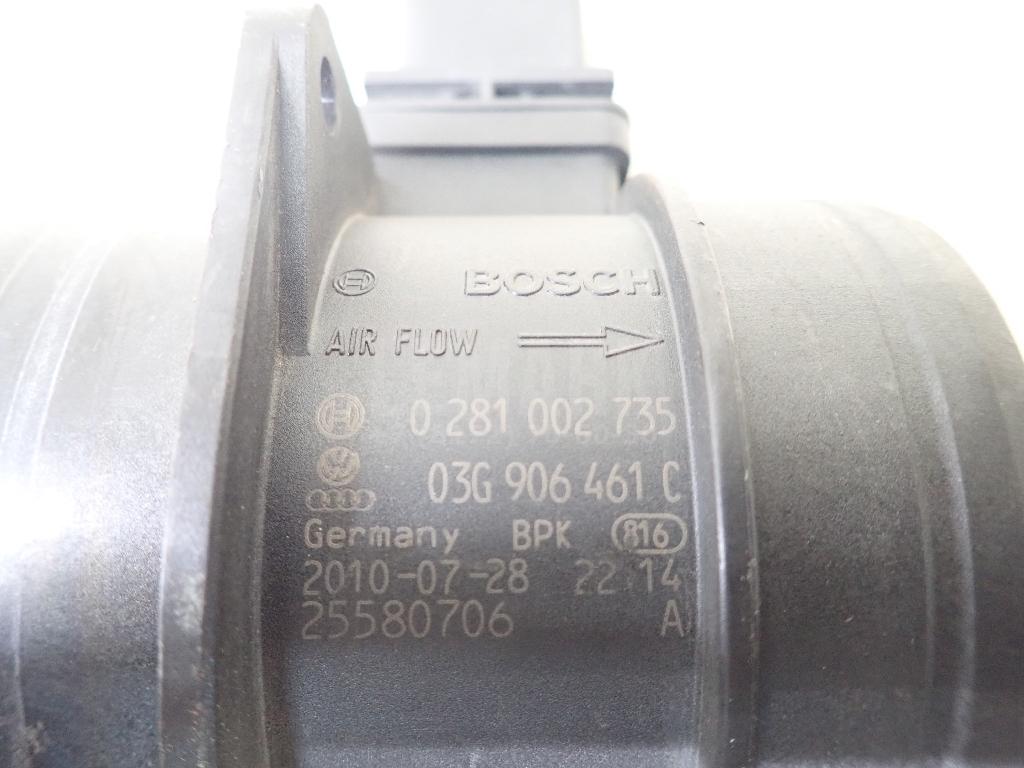 BOSCH
AIR FLOW
0 281 002 735
03G 906 461 C
Germany BPK 816
2010-07-28 22:14
25580706 A